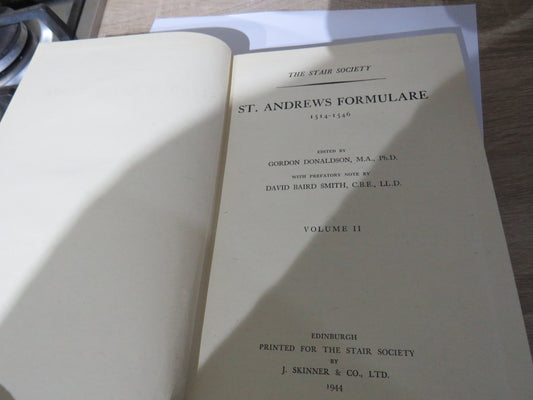 THE STAIR SOCIETY
ST. ANDREWS FORMULARE
1514-1546
EDITED BY
GORDON DONALDSON, M.A., Ph.D.
WITH PREFATORY NOTE BY
DAVID BAIRD SMITH, C.B.E., LL.D.
VOLUME II
EDINBURGH
PRINTED FOR THE STAIR SOCIETY
BY
J. SKINNER & CO., LTD.
1944